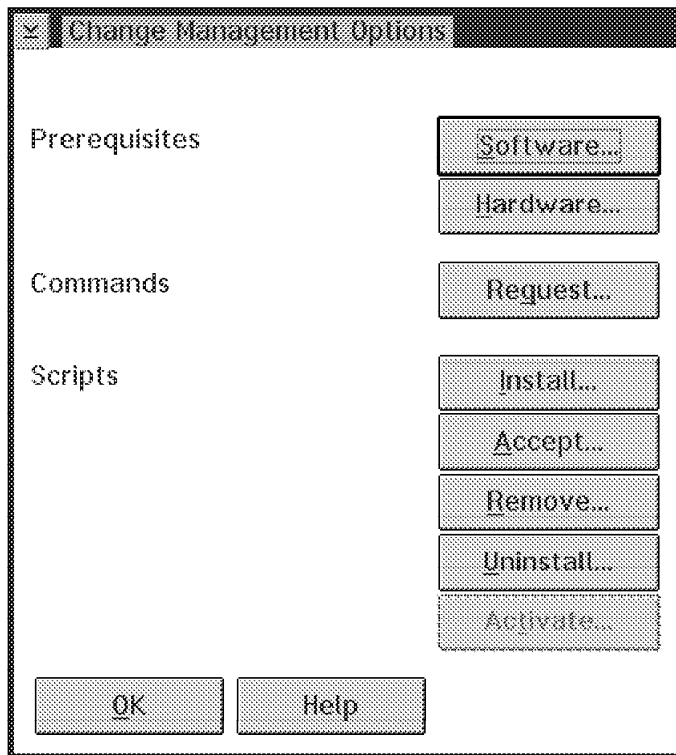 Change Management Options
Prerequisites
Software...
Hardware...
Commands
Request...
Scripts
Install...
Accept...
Remove...
Uninstall...
Activate...
OK
Help